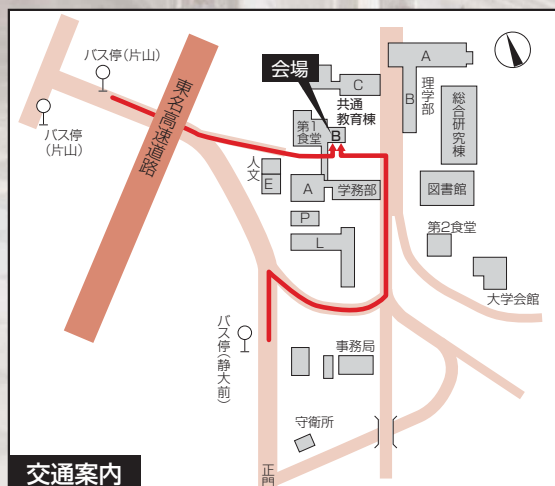 バス停(片山)
バス停
(片山)
東名高速道路
会場
C
共通
教育棟
第1
食堂
B
人文
E
A
学務部
P
L
A
B
理学部
総合研究棟
図書館
第2食堂
大学会館
バス停(静大前)
事務局
守衛所
正門
交通案内